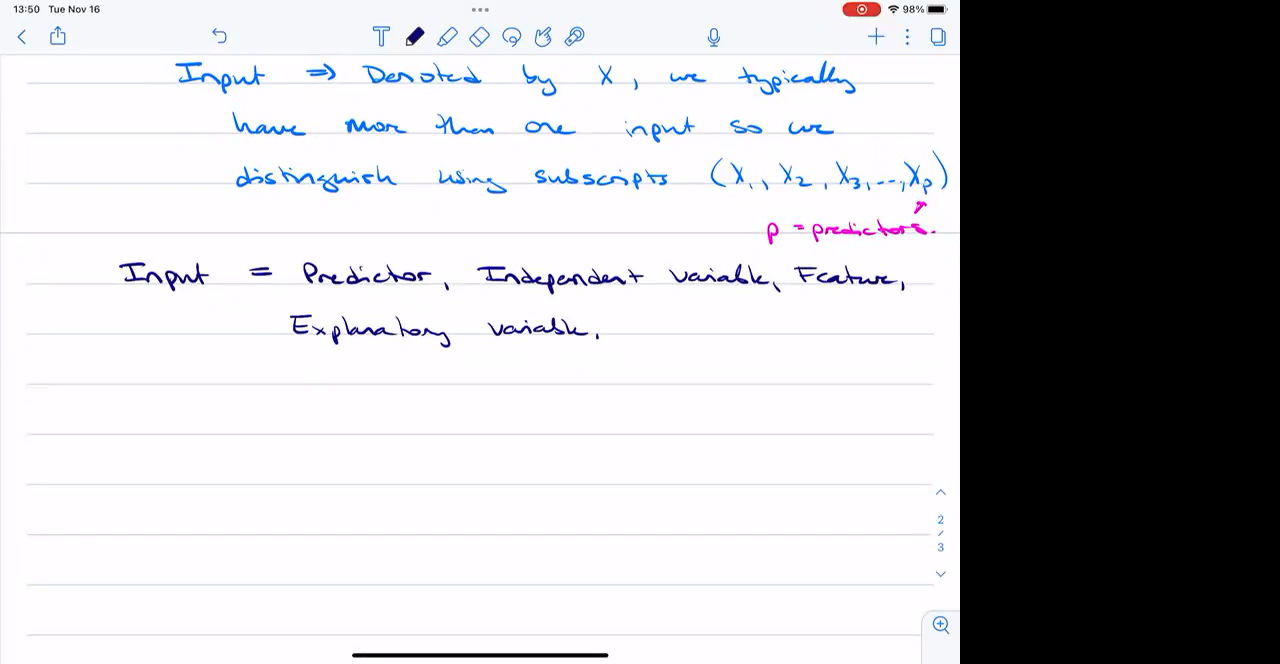 13:50 Tue Nov 16
98%
Input ⇒ Denoted by X, we typically
have more than one input so we
distinguish using subscripts (X₁, X₂, X₃, ..., Xₚ)
p = predictors.
Input = Predictor, Independent variable, Feature,
Explanatory variable,
2
/
3